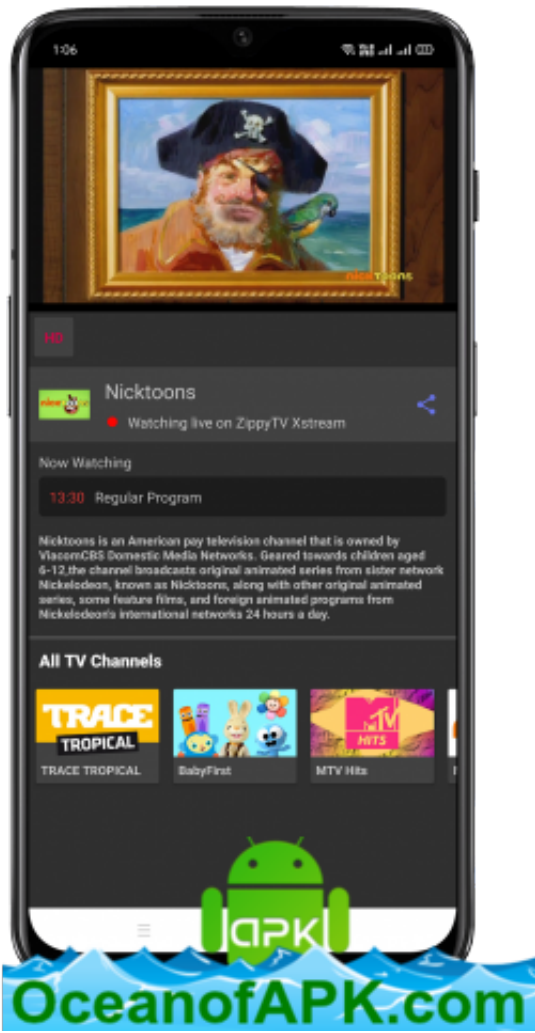 1:06
nicktoons
HD
Nicktoons
Watching live on ZippyTV Xstream
Now Watching
13:30 Regular Program
Nicktoons is an American pay television channel that is owned by
ViacomCBS Domestic Media Networks. Geared towards children aged
6-12,the channel broadcasts original animated series from sister network
Nickelodeon, known as Nicktoons, along with other original animated
series, some feature films, and foreign animated programs from
Nickelodeon's international networks 24 hours a day.
All TV Channels
TRACE
TROPICAL
MTV
HITS
TRACE TROPICAL
BabyFirst
MTV Hits
apk
OceanofAPK.com